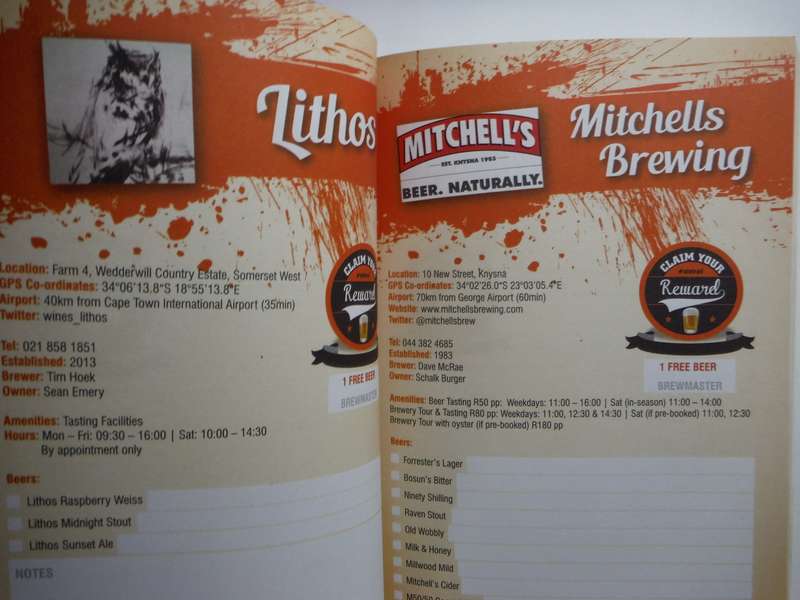 Lithos
Location: Farm 4, Wedderwill Country Estate, Somerset West
GPS Co-ordinates: 34°06'13.8"S 18°55'13.8"E
Airport: 40km from Cape Town International Airport (35min)
Twitter: wines_lithos
Tel: 021 858 1851
Established: 2013
Brewer: Tim Hoek
Owner: Sean Emery
CLAIM YOUR
Reward
1 FREE BEER
BREWMASTER
Amenities: Tasting Facilities
Hours: Mon – Fri: 09:30 – 16:00 | Sat: 10:00 – 14:30
By appointment only
Beers:
Lithos Raspberry Weiss
Lithos Midnight Stout
Lithos Sunset Ale
NOTES
MITCHELL'S
EST. KNYSNA 1983
BEER. NATURALLY.
Mitchells
Brewing
Location: 10 New Street, Knysna
GPS Co-ordinates: 34°02'26.0"S 23°03'05.4"E
Airport: 70km from George Airport (60min)
Website: www.mitchellsbrewing.com
Twitter: @mitchellsbrew
Tel: 044 382 4685
Established: 1983
Brewer: Dave McRae
Owner: Schalk Burger
CLAIM YOUR
Reward
1 FREE BEER
BREWMASTER
Amenities: Beer Tasting R50 pp: Weekdays: 11:00 – 16:00 | Sat (in-season) 11:00 – 14:00
Brewery Tour & Tasting R80 pp: Weekdays: 11:00, 12:30 & 14:30 | Sat (if pre-booked) 11:00, 12:30
Brewery Tour with oyster (if pre-booked) R180 pp
Beers:
Forrester's Lager
Bosun's Bitter
Ninety Shilling
Raven Stout
Old Wobbly
Milk & Honey
Millwood Mild
Mitchell's Cider